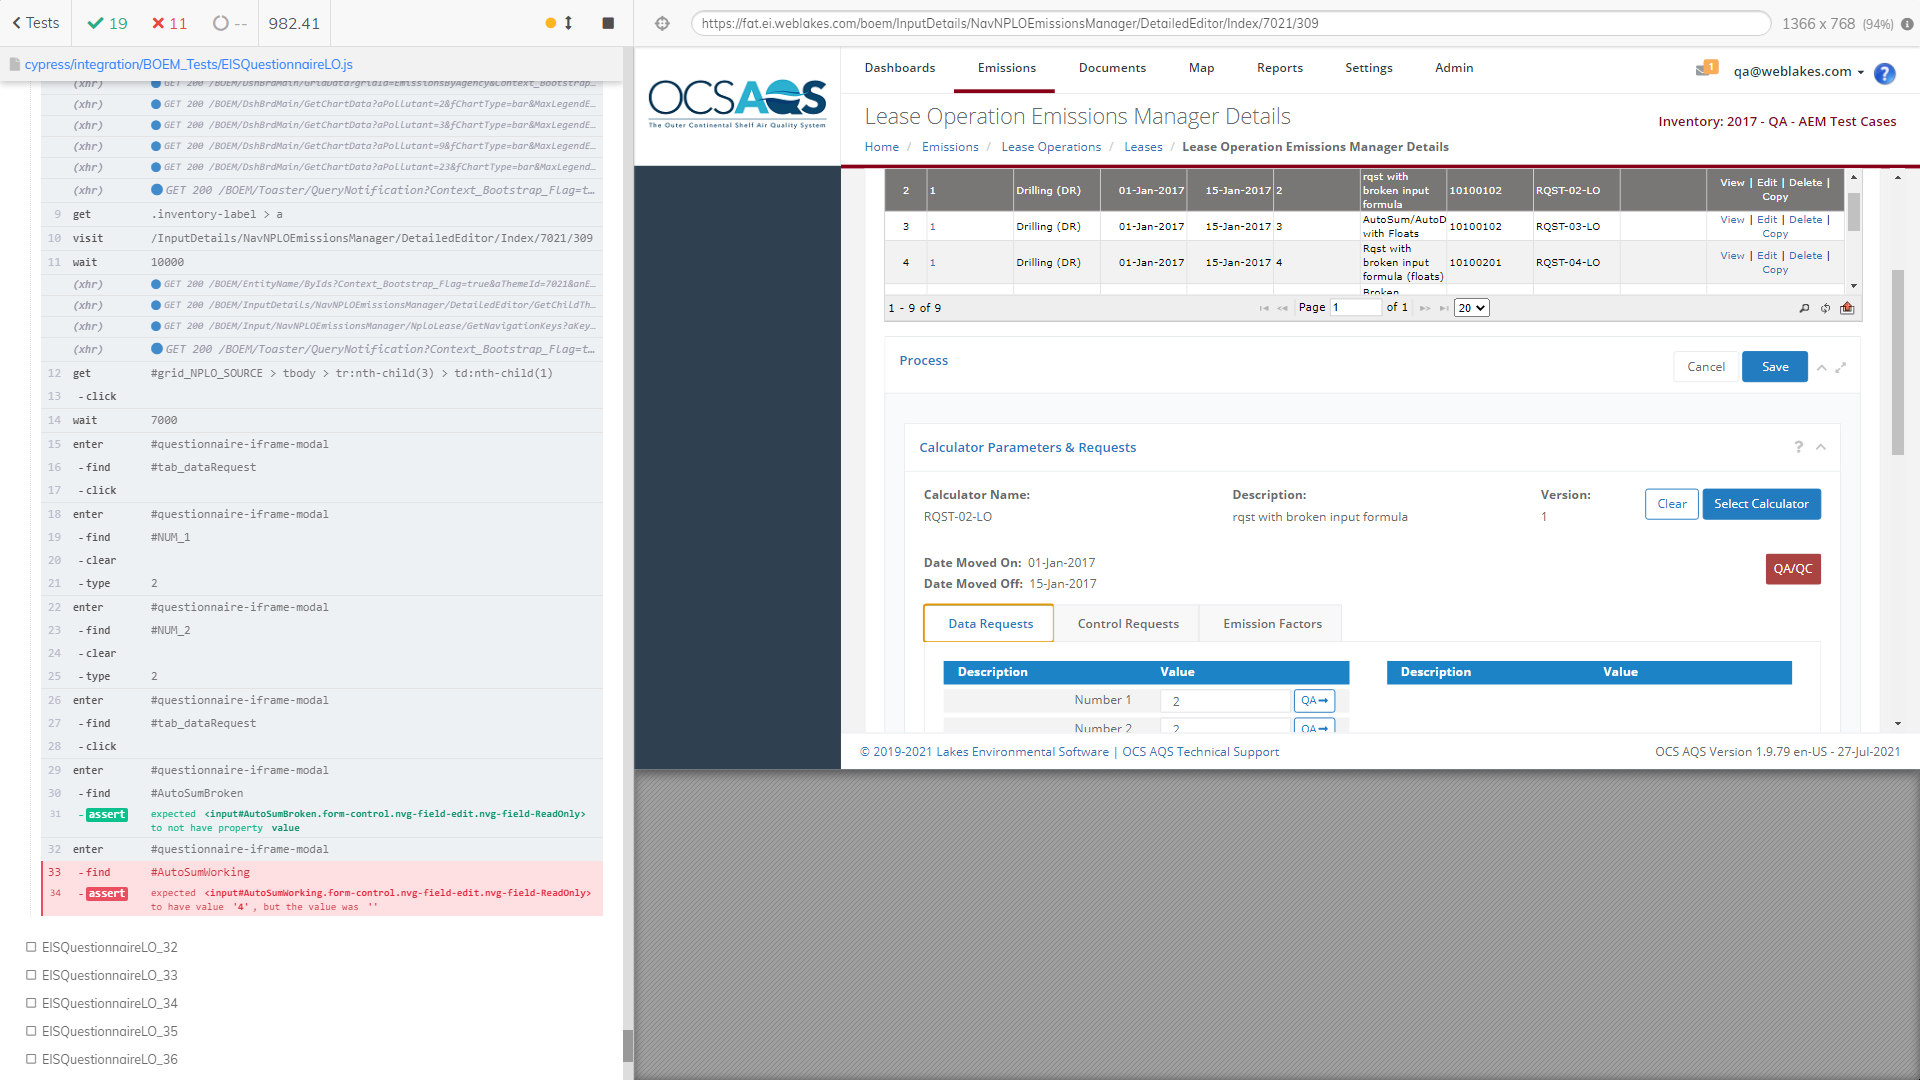 Tests
19
11
--
982.41
cypress/integration/BOEM_Tests/EISQuestionnaireLO.js
(xhr) GET 200 /BOEM/DshBrdMain/GridData?gridId=EmissionsByAgency&Context_Bootstrap...
(xhr) GET 200 /BOEM/DshBrdMain/GetChartData?aPollutant=2&fChartType=bar&MaxLegendE...
(xhr) GET 200 /BOEM/DshBrdMain/GetChartData?aPollutant=3&fChartType=bar&MaxLegendE...
(xhr) GET 200 /BOEM/DshBrdMain/GetChartData?aPollutant=9&fChartType=bar&MaxLegendE...
(xhr) GET 200 /BOEM/DshBrdMain/GetChartData?aPollutant=23&fChartType=bar&MaxLegend...
(xhr) GET 200 /BOEM/Toaster/QueryNotification?Context_Bootstrap_Flag=t...
9 get .inventory-label > a
10 visit /InputDetails/NavNPLOEmissionsManager/DetailedEditor/Index/7021/309
11 wait 10000
(xhr) GET 200 /BOEM/EntityName/ByIds?Context_Bootstrap_Flag=true&aThemeId=7021&anE...
(xhr) GET 200 /BOEM/InputDetails/NavNPLOEmissionsManager/DetailedEditor/GetChildTh...
(xhr) GET 200 /BOEM/Input/NavNPLOEmissionsManager/NploLease/GetNavigationKeys?aKey...
(xhr) GET 200 /BOEM/Toaster/QueryNotification?Context_Bootstrap_Flag=t...
12 get #grid_NPLO_SOURCE > tbody > tr:nth-child(3) > td:nth-child(1)
13 -click
14 wait 7000
15 enter #questionnaire-iframe-modal
16 -find #tab_dataRequest
17 -click
18 enter #questionnaire-iframe-modal
19 -find #NUM_1
20 -clear
21 -type 2
22 enter #questionnaire-iframe-modal
23 -find #NUM_2
24 -clear
25 -type 2
26 enter #questionnaire-iframe-modal
27 -find #tab_dataRequest
28 -click
29 enter #questionnaire-iframe-modal
30 -find #AutoSumBroken
31 -assert expected <input#AutoSumBroken.form-control.nvg-field-edit.nvg-field-ReadOnly>
to not have property value
32 enter #questionnaire-iframe-modal
33 -find #AutoSumWorking
34 -assert expected <input#AutoSumWorking.form-control.nvg-field-edit.nvg-field-ReadOnly>
to have value '4', but the value was ''
EISQuestionnaireLO_32
EISQuestionnaireLO_33
EISQuestionnaireLO_34
EISQuestionnaireLO_35
EISQuestionnaireLO_36
https://fat.ei.weblakes.com/boem/InputDetails/NavNPLOEmissionsManager/DetailedEditor/Index/7021/309
1366 x 768 (94%)
OCSAQS
The Outer Continental Shelf Air Quality System
Dashboards Emissions Documents Map Reports Settings Admin
1
qa@weblakes.com
?
Lease Operation Emissions Manager Details
Inventory: 2017 - QA - AEM Test Cases
Home / Emissions / Lease Operations / Leases / Lease Operation Emissions Manager Details
2 1 Drilling (DR) 01-Jan-2017 15-Jan-2017 2 rqst with broken input formula 10100102 RQST-02-LO View | Edit | Delete | Copy
3 1 Drilling (DR) 01-Jan-2017 15-Jan-2017 3 AutoSum/AutoD with Floats 10100102 RQST-03-LO View | Edit | Delete | Copy
4 1 Drilling (DR) 01-Jan-2017 15-Jan-2017 4 Rqst with broken input formula (floats) 10100201 RQST-04-LO View | Edit | Delete | Copy
Broken
1 - 9 of 9
Page 1 of 1 20
Process
Cancel Save
Calculator Parameters & Requests
?
Calculator Name: Description: Version:
RQST-02-LO rqst with broken input formula 1
Clear Select Calculator
Date Moved On: 01-Jan-2017
Date Moved Off: 15-Jan-2017
QA/QC
Data Requests Control Requests Emission Factors
Description Value Description Value
Number 1 2 QA
Number 2 2 QA
© 2019-2021 Lakes Environmental Software | OCS AQS Technical Support
OCS AQS Version 1.9.79 en-US - 27-Jul-2021